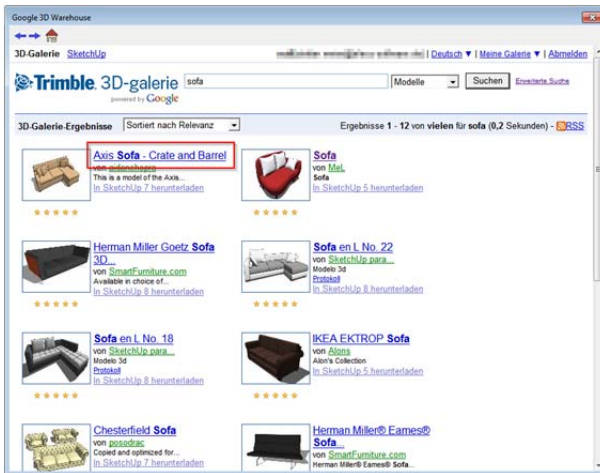 Google 3D Warehouse
3D-Galerie SketchUp | Deutsch ▼ | Meine Galerie ▼ | Abmelden
Trimble. 3D-galerie sofa Modelle Suchen Erweiterte Suche
powered by Google
3D-Galerie-Ergebnisse Sortiert nach Relevanz Ergebnisse 1 - 12 von vielen für sofa (0,2 Sekunden) - RSS
Axis Sofa - Crate and Barrel
von aidanchopra
This is a model of the Axis...
In SketchUp 7 herunterladen
Sofa
von MeL
Sofa
In SketchUp 5 herunterladen
Herman Miller Goetz Sofa
3D...
von SmartFurniture.com
Available in choice of...
In SketchUp 8 herunterladen
Sofa en L No. 22
von SketchUp para...
Modelo 3d
Protokoll
In SketchUp 8 herunterladen
Sofa en L No. 18
von SketchUp para...
Modelo 3d
Protokoll
In SketchUp 8 herunterladen
IKEA EKTROP Sofa
von Alons
Alon's Collection
In SketchUp 5 herunterladen
Chesterfield Sofa
von posodrac
Copied and optimized for...
In SketchUp 7 herunterladen
Herman Miller® Eames®
Sofa...
von SmartFurniture.com
Herman Miller® Eames® Sofa...